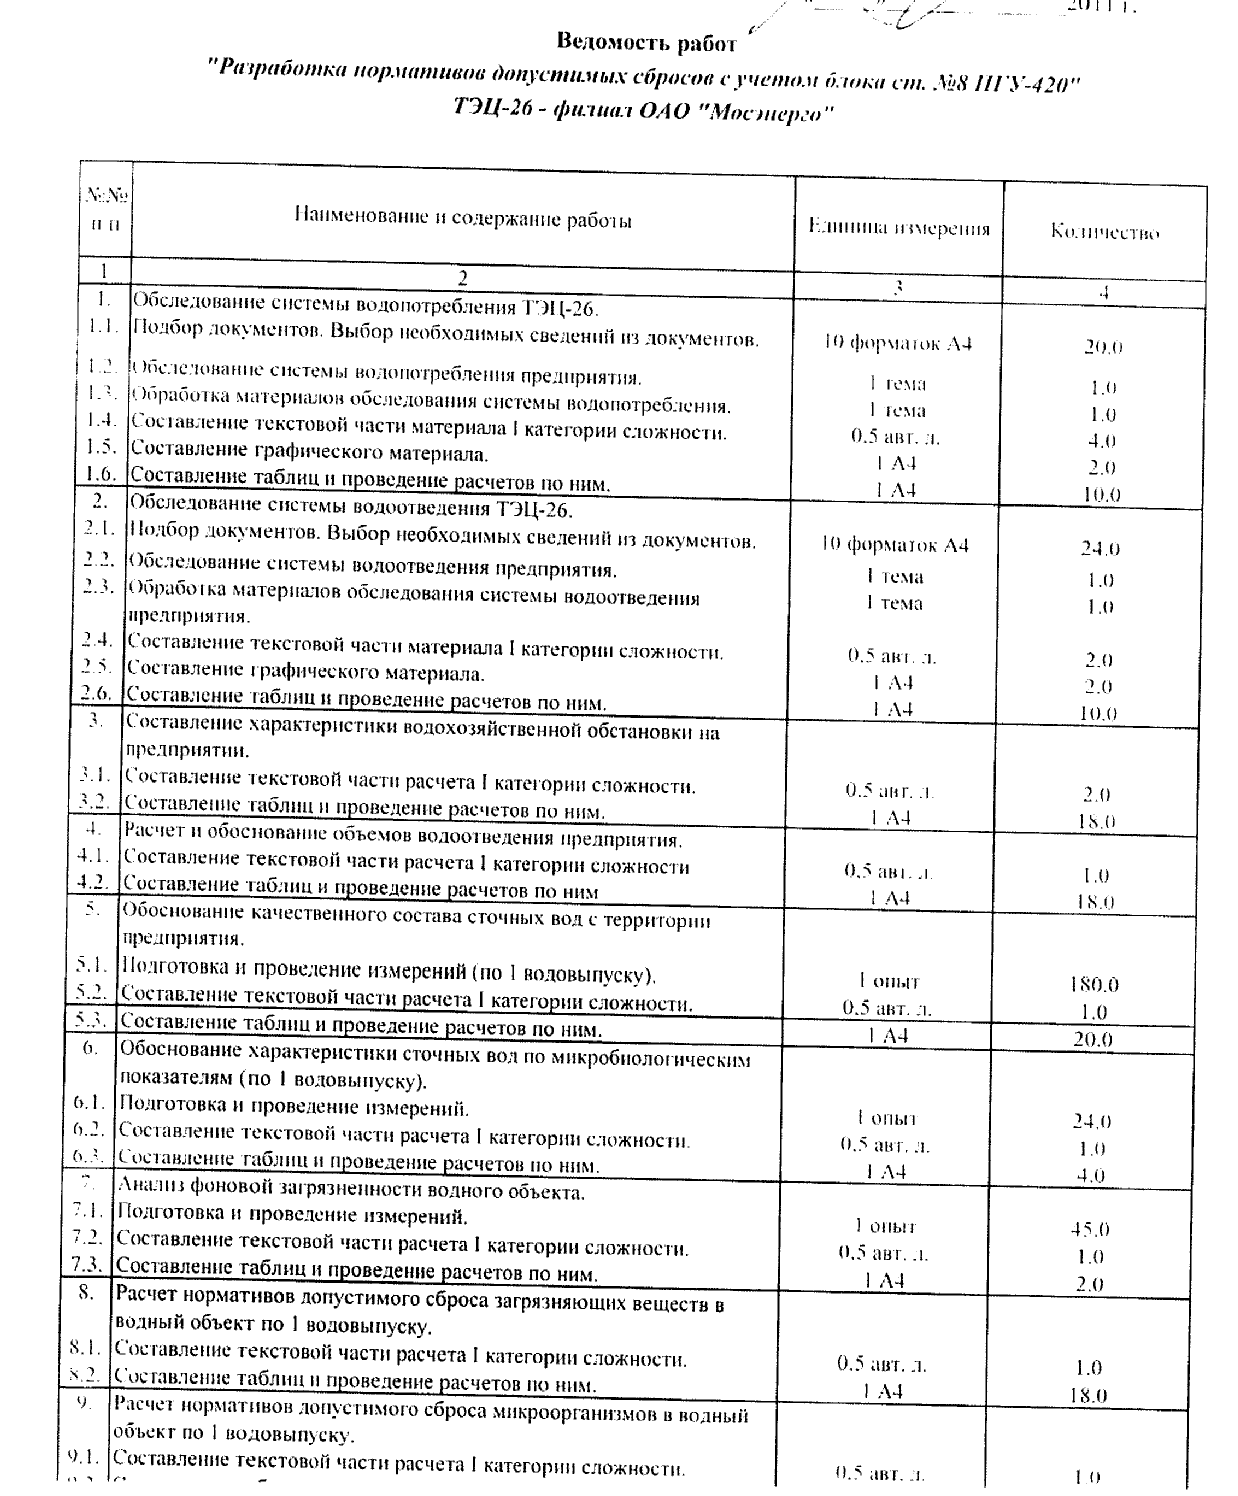 2011 г.
Ведомость работ
"Разработка нормативов допустимых сбросов с учетом блока ст. №8 ПГУ-420"
ТЭЦ-26 - филиал ОАО "Мосэнерго"
№№ п п Наименование и содержание работы Единица измерения Количество
1 2 3 4
1. Обследование системы водопотребления ТЭЦ-26.
1.1. Подбор документов. Выбор необходимых сведений из документов. 10 форматок А4 20.0
1.2. Обследование системы водопотребления предприятия. 1 тема 1.0
1.3. Обработка материалов обследования системы водопотребления. 1 тема 1.0
1.4. Составление текстовой части материала I категории сложности. 0.5 авт. л. 4.0
1.5. Составление графического материала. 1 А4 2.0
1.6. Составление таблиц и проведение расчетов по ним. 1 А4 10.0
2. Обследование системы водоотведения ТЭЦ-26.
2.1. Подбор документов. Выбор необходимых сведений из документов. 10 форматок А4 24.0
2.2. Обследование системы водоотведения предприятия. 1 тема 1.0
2.3. Обработка материалов обследования системы водоотведения 1 тема 1.0
предприятия.
2.4. Составление текстовой части материала I категории сложности. 0.5 авт. л. 2.0
2.5. Составление графического материала. 1 А4 2.0
2.6. Составление таблиц и проведение расчетов по ним. 1 А4 10.0
3. Составление характеристики водохозяйственной обстановки на
предприятии.
3.1. Составление текстовой части расчета I категории сложности. 0.5 авт. л. 2.0
3.2. Составление таблиц и проведение расчетов по ним. 1 А4 18.0
4. Расчет и обоснование объемов водоотведения предприятия.
4.1. Составление текстовой части расчета I категории сложности 0.5 авт. л. 1.0
4.2. Составление таблиц и проведение расчетов по ним 1 А4 18.0
5. Обоснование качественного состава сточных вод с территории
предприятия.
5.1. Подготовка и проведение измерений (по 1 водовыпуску). 1 опыт 180.0
5.2. Составление текстовой части расчета I категории сложности. 0.5 авт. л. 1.0
5.3. Составление таблиц и проведение расчетов по ним. 1 А4 20.0
6. Обоснование характеристики сточных вод по микробиологическим
показателям (по 1 водовыпуску).
6.1. Подготовка и проведение измерений. 1 опыт 24.0
6.2. Составление текстовой части расчета I категории сложности. 0.5 авт. л. 1.0
6.3. Составление таблиц и проведение расчетов по ним. 1 А4 4.0
7. Анализ фоновой загрязненности водного объекта.
7.1. Подготовка и проведение измерений. 1 опыт 45.0
7.2. Составление текстовой части расчета I категории сложности. 0.5 авт. л. 1.0
7.3. Составление таблиц и проведение расчетов по ним. 1 А4 2.0
8. Расчет нормативов допустимого сброса загрязняющих веществ в
водный объект по 1 водовыпуску.
8.1. Составление текстовой части расчета I категории сложности. 0.5 авт. л. 1.0
8.2. Составление таблиц и проведение расчетов по ним. 1 А4 18.0
9. Расчет нормативов допустимого сброса микроорганизмов в водный
объект по 1 водовыпуску.
9.1. Составление текстовой части расчета I категории сложности. 0.5 авт. л. 1.0